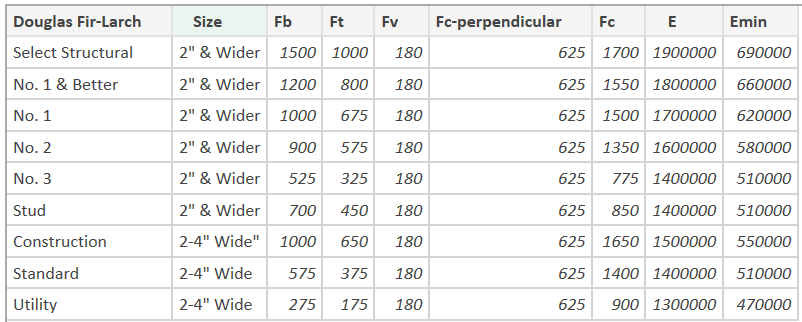 Douglas Fir-Larch Size Fb Ft Fv Fc-perpendicular Fc E Emin
Select Structural 2" & Wider 1500 1000 180 625 1700 1900000 690000
No. 1 & Better 2" & Wider 1200 800 180 625 1550 1800000 660000
No. 1 2" & Wider 1000 675 180 625 1500 1700000 620000
No. 2 2" & Wider 900 575 180 625 1350 1600000 580000
No. 3 2" & Wider 525 325 180 625 775 1400000 510000
Stud 2" & Wider 700 450 180 625 850 1400000 510000
Construction 2-4" Wide" 1000 650 180 625 1650 1500000 550000
Standard 2-4" Wide 575 375 180 625 1400 1400000 510000
Utility 2-4" Wide 275 175 180 625 900 1300000 470000